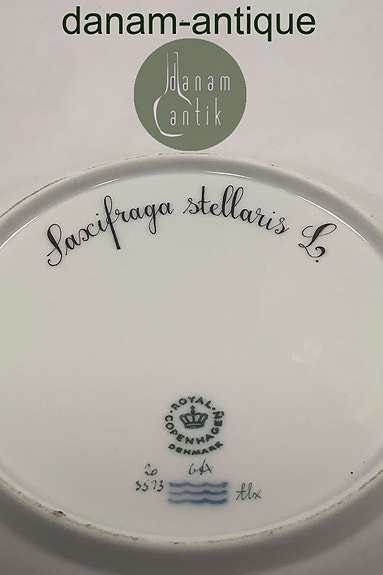 danam-antique
danam
antik
Saxifraga stellaris L.
ROYAL
COPENHAGEN
DENMARK
20
3573